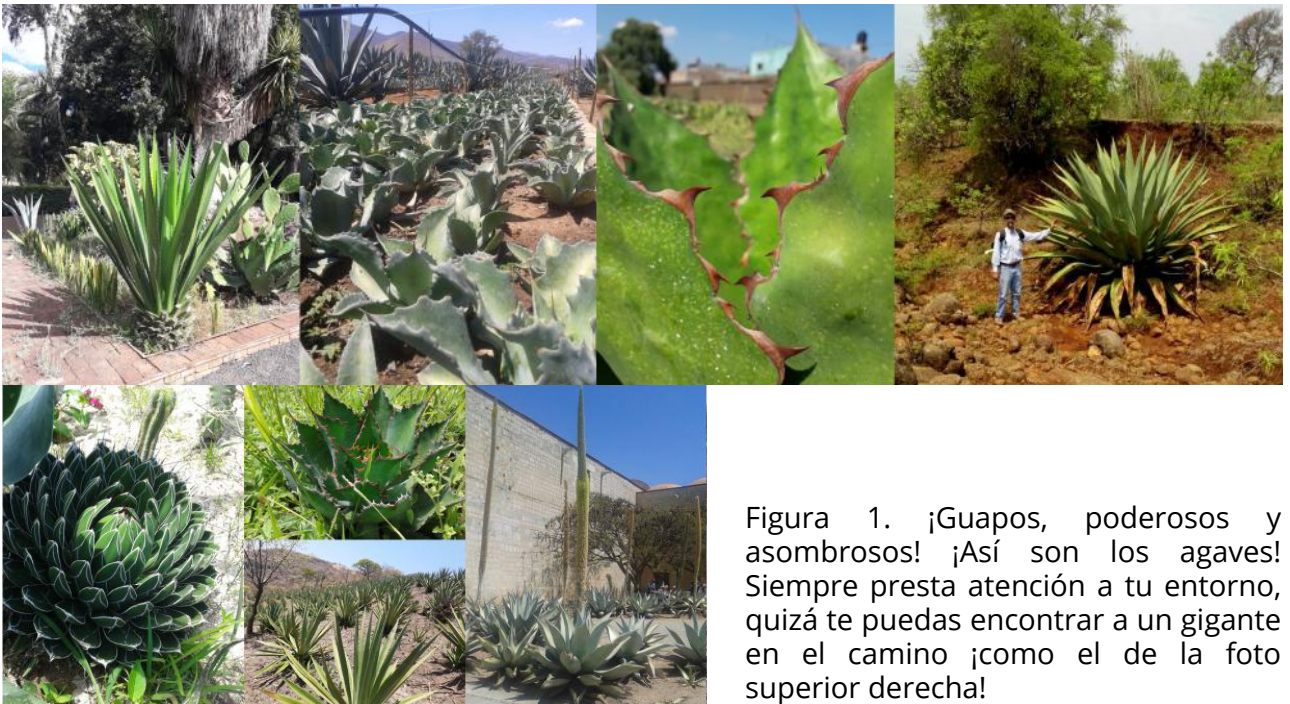 Figura 1. ¡Guapos, poderosos y
asombrosos! ¡Así son los agaves!
Siempre presta atención a tu entorno,
quizá te puedas encontrar a un gigante
en el camino ¡como el de la foto
superior derecha!